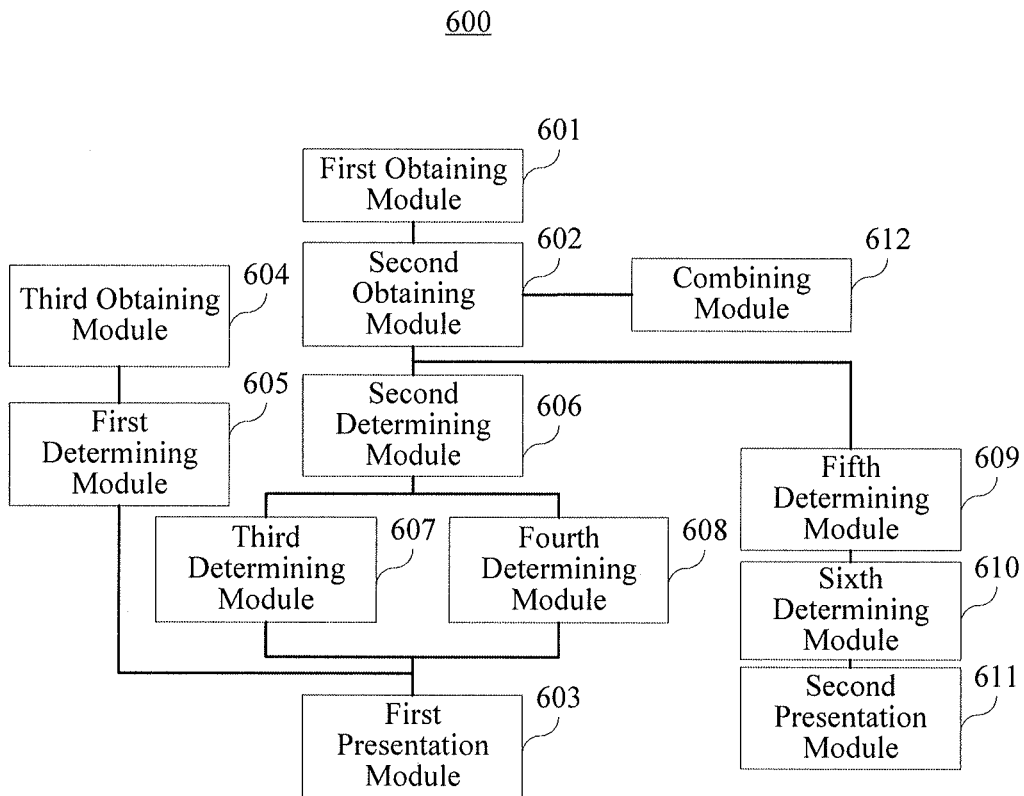 600
601
First Obtaining
Module
602
Second
Obtaining
Module
612
Combining
Module
604
Third Obtaining
Module
605
First
Determining
Module
606
Second
Determining
Module
609
Fifth
Determining
Module
607
Third
Determining
Module
608
Fourth
Determining
Module
610
Sixth
Determining
Module
603
First
Presentation
Module
611
Second
Presentation
Module